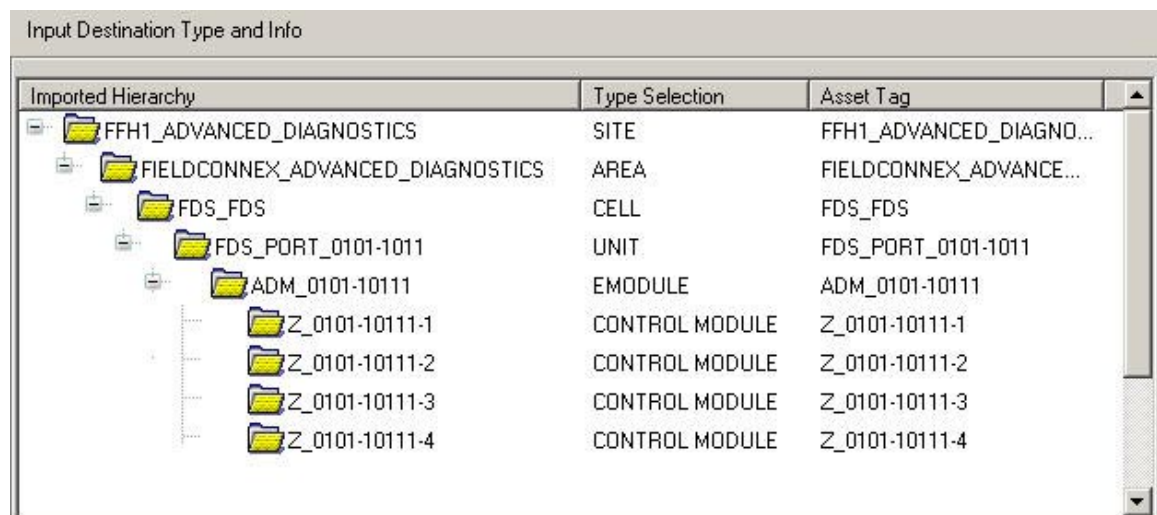 Input Destination Type and Info
Imported Hierarchy Type Selection Asset Tag
FFH1_ADVANCED_DIAGNOSTICS SITE FFH1_ADVANCED_DIAGNO...
FIELDCONNEX_ADVANCED_DIAGNOSTICS AREA FIELDCONNEX_ADVANCE...
FDS_FDS CELL FDS_FDS
FDS_PORT_0101-1011 UNIT FDS_PORT_0101-1011
ADM_0101-10111 EMODULE ADM_0101-10111
Z_0101-10111-1 CONTROL MODULE Z_0101-10111-1
Z_0101-10111-2 CONTROL MODULE Z_0101-10111-2
Z_0101-10111-3 CONTROL MODULE Z_0101-10111-3
Z_0101-10111-4 CONTROL MODULE Z_0101-10111-4